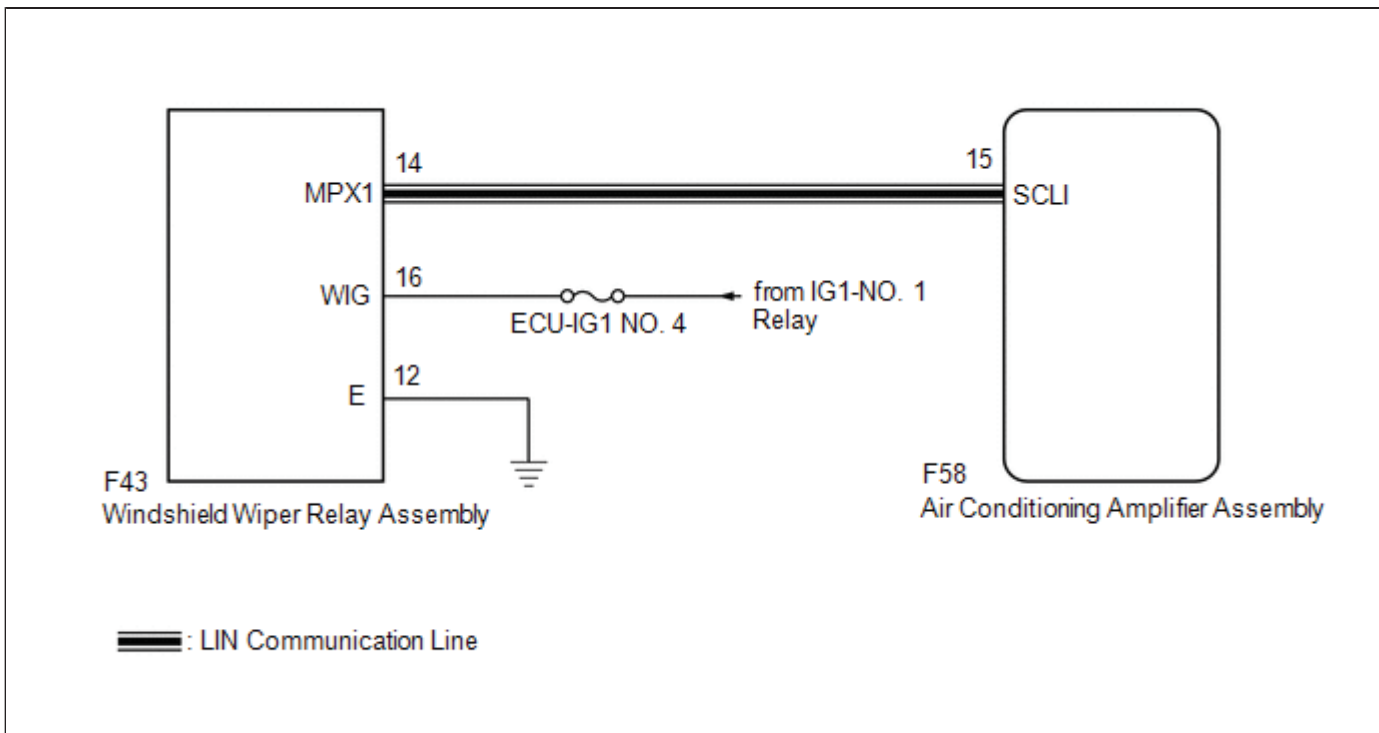 14
15
MPX1
SCLI
16
WIG
from IG1-NO. 1
Relay
ECU-IG1 NO. 4
12
E
F43
Windshield Wiper Relay Assembly
F58
Air Conditioning Amplifier Assembly
: LIN Communication Line